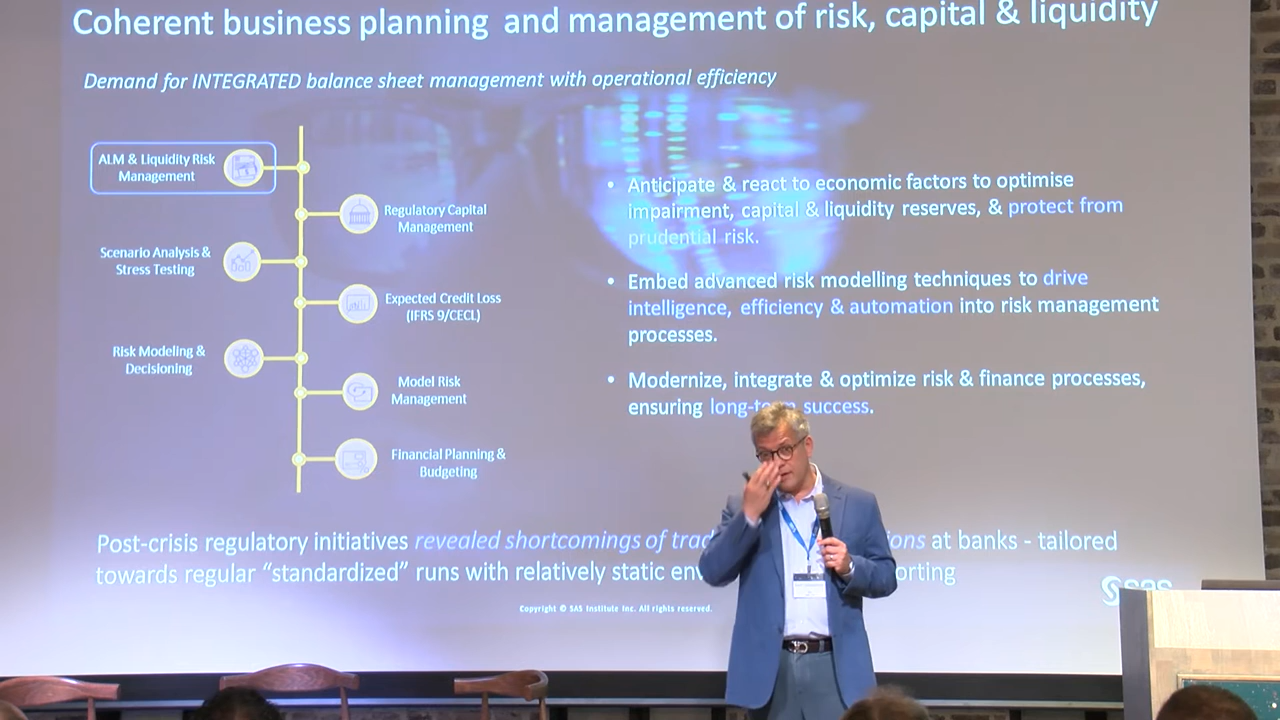 Coherent business planning and management of risk, capital & liquidity
Demand for INTEGRATED balance sheet management with operational efficiency
ALM & Liquidity Risk
Management
Regulatory Capital
Management
Scenario Analysis &
Stress Testing
Expected Credit Loss
(IFRS 9/CECL)
Risk Modeling &
Decisioning
Model Risk
Management
Financial Planning &
Budgeting
• Anticipate & react to economic factors to optimise
impairment, capital & liquidity reserves, & protect from
prudential risk.
• Embed advanced risk modelling techniques to drive
intelligence, efficiency & automation into risk management
processes.
• Modernize, integrate & optimize risk & finance processes,
ensuring long-term success.
Post-crisis regulatory initiatives revealed shortcomings of at banks - tailored
towards regular “standardized” runs with relatively static
Copyright © SAS Institute Inc. All rights reserved.
sas